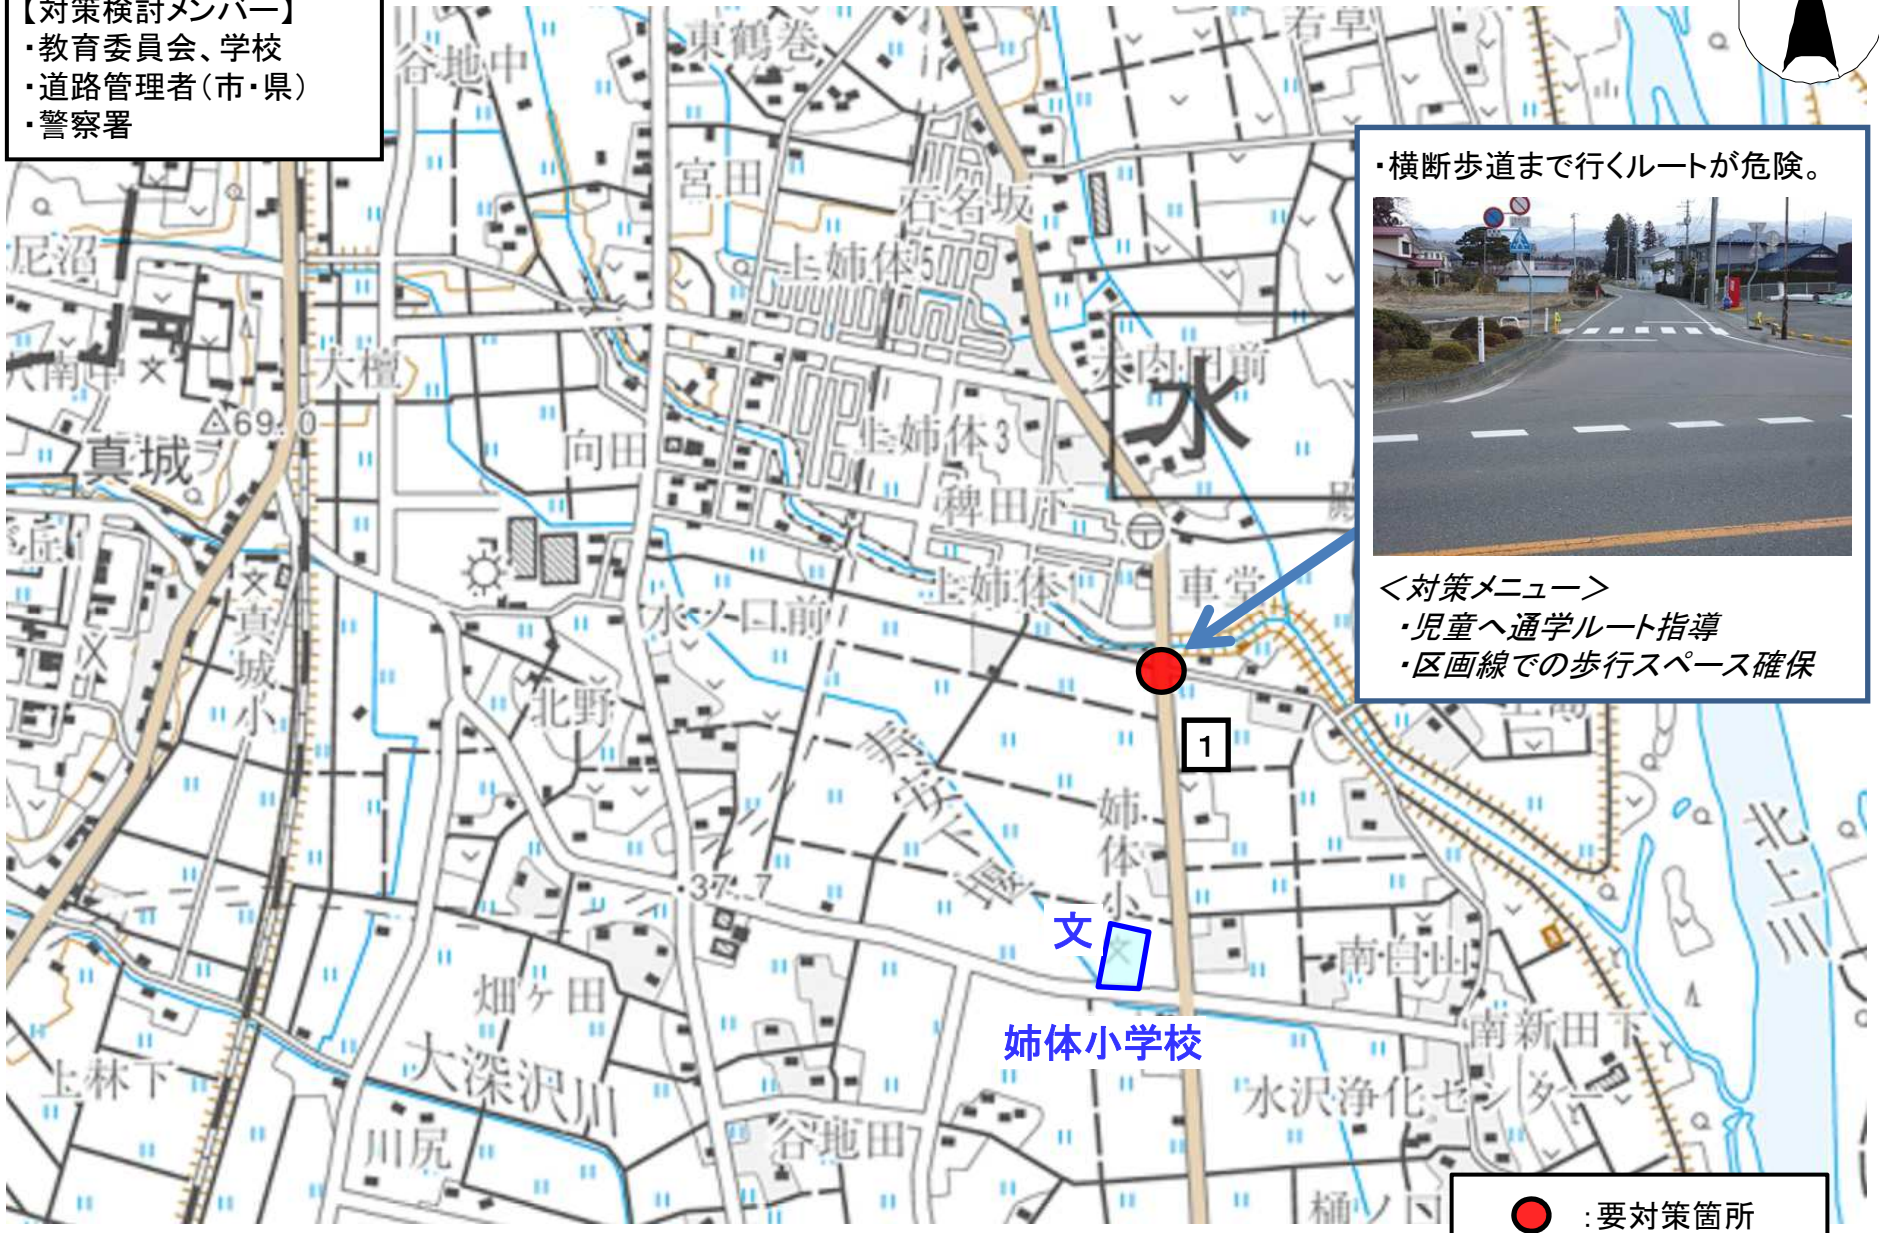 【対策検討メンバー】
・教育委員会、学校
・道路管理者(市・県)
・警察署
谷地中
東鶴巻
若草
宮田
石名坂
尼沼
上姉体5
・横断歩道まで行くルートが危険。
大檀
69.0
水
向田
上姉体3
真城
稗田下
車堂
上姉体1
水ノ口前
真城小
北野
<対策メニュー>
・児童へ通学ルート指導
・区画線での歩行スペース確保
1
姉体小
北上川
・37.7
文
南白山
畑ヶ田
姉体小学校
南新田下
上林下
大深沢川
水沢浄化センター
川尻
谷地田
樋ノ口
:要対策箇所